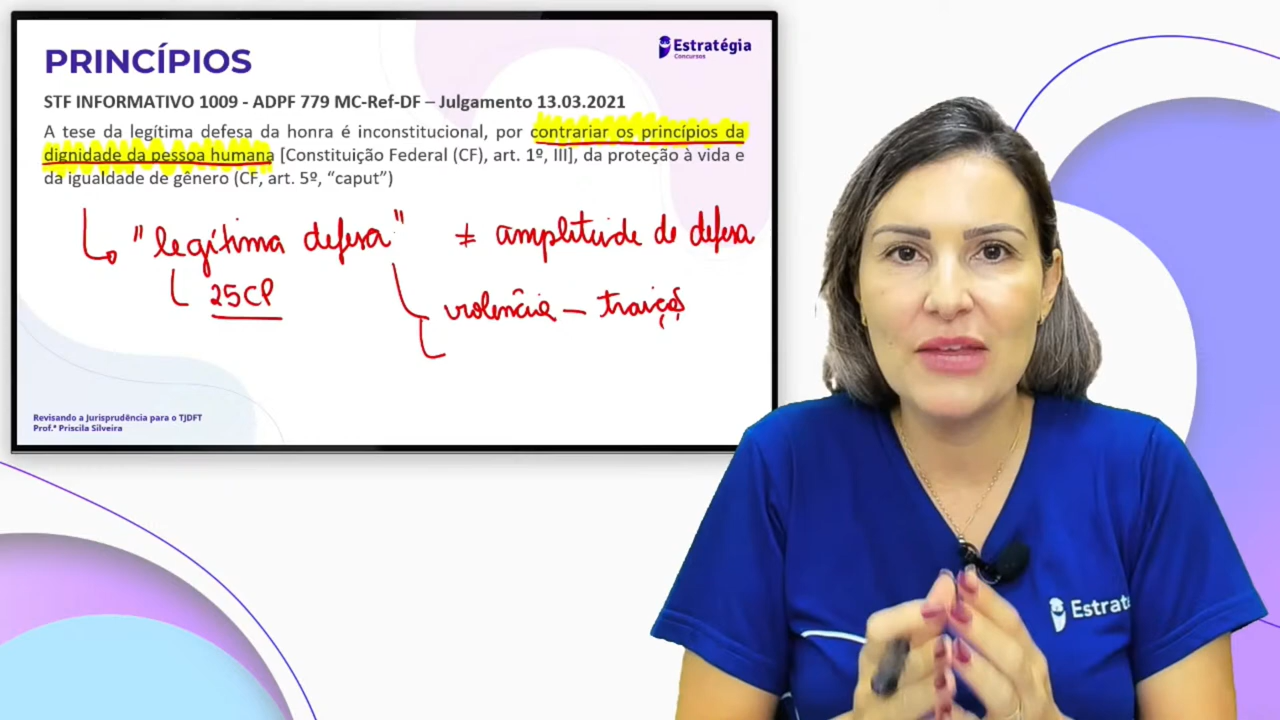 PRINCÍPIOS
Estratégia
Concursos
STF INFORMATIVO 1009 - ADPF 779 MC-Ref-DF – Julgamento 13.03.2021
A tese da legítima defesa da honra é inconstitucional, por contrariar os princípios da
dignidade da pessoa humana [Constituição Federal (CF), art. 1º, III], da proteção à vida e
da igualdade de gênero (CF, art. 5º, “caput”)
"legítima defesa" ≠ amplitude de defesa
25CP
violência – traição
Revisando a Jurisprudência para o TJDFT
Prof.ª Priscila Silveira
Estraté